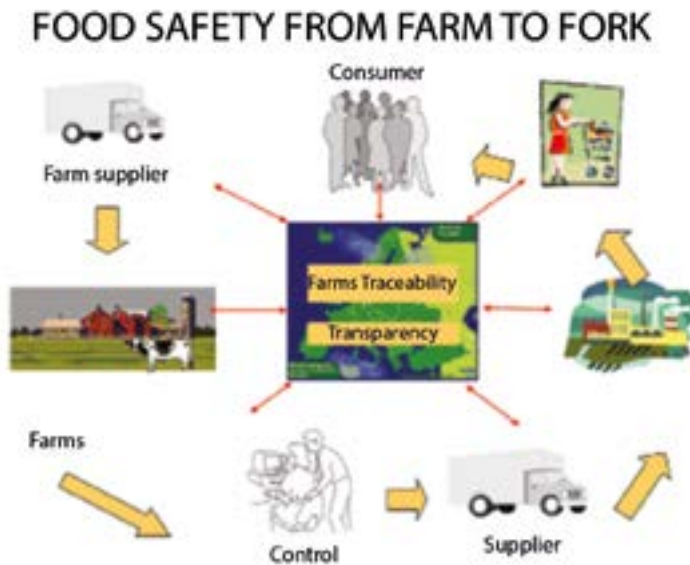 FOOD SAFETY FROM FARM TO FORK
Consumer
Farm supplier
Farms Traceability
Transparency
Farms
Control
Supplier